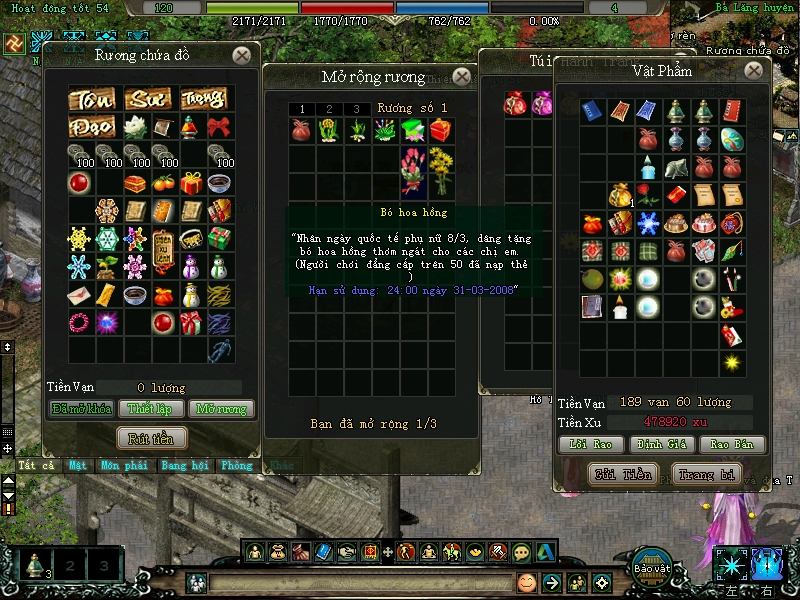 Hoạt động tốt 54
120
4
Ba Lăng huyện
2171/2171
1770/1770
762/762
0.00%
Rương chứa đồ
Rương chứa đồ
Mở rộng rương
Vật Phẩm
Tôn Sư Trọng
Đạo
100 100 100 100 100
1 2 3 Rương số 1
Bó hoa hồng
"Nhân ngày quốc tế phụ nữ 8/3, dâng tặng
bó hoa hồng thơm ngát cho các chị em.
(Người chơi đẳng cấp trên 50 đã nạp thẻ
)
Hạn sử dụng: 24:00 ngày 31-03-2008"
1
Tiền Vạn 0 lượng
Đã mở khóa
Thiết lập
Mở rương
Rút tiền
Bạn đã mở rộng 1/3
Tiền Vạn 189 vạn 60 lượng
Tiền Xu 478920 xu
Lời Rao
Định Giá
Rao Bán
Gửi Tiền
Trang bị
Tất cả Mật Môn phái Bang hội Phòng Khác
3 2 3
Bảo vật
左 右